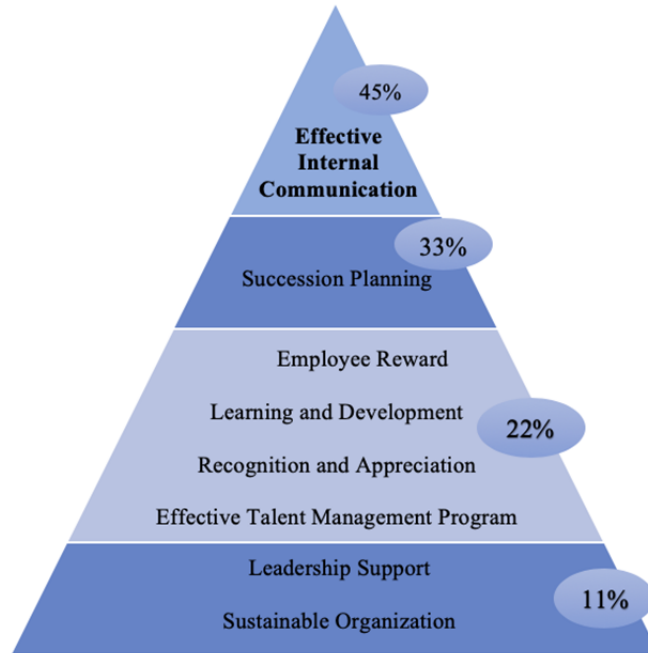 45%
Effective
Internal
Communication
33%
Succession Planning
Employee Reward
Learning and Development
22%
Recognition and Appreciation
Effective Talent Management Program
Leadership Support
11%
Sustainable Organization